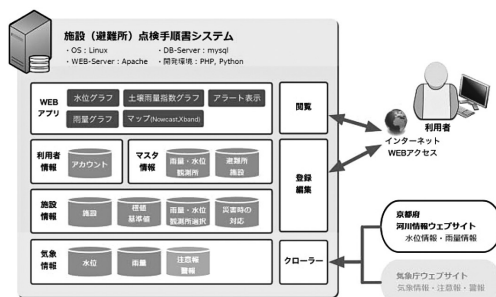 施設（避難所）点検手順書システム
・OS：Linux ・DB-Server：mysql
・WEB-Server：Apache ・開発環境：PHP, Python
WEB
アプリ
水位グラフ
土壌雨量指数グラフ
アラート表示
雨量グラフ
マップ(Nowcast,Xband)
閲覧
利用者
情報
アカウント
マスタ
情報
雨量・水位
観測所
避難所
施設
登録
編集
施設
情報
施設
基準値
雨量・水位
観測所選択
災害時の
対応
気象
情報
水位
雨量
注意報
警報
クローラー
利用者
インターネット
WEBアクセス
京都府
河川情報ウェブサイト
水位情報・雨量情報
気象庁ウェブサイト
気象情報・注意報・警報